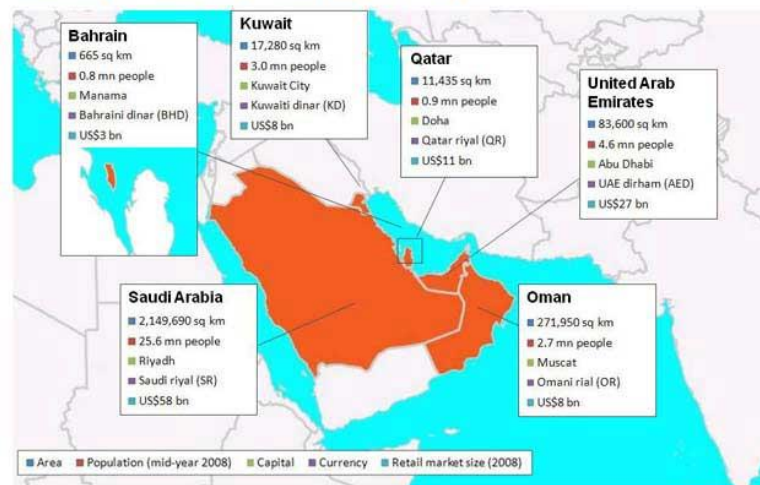 Bahrain
665 sq km
0.8 mn people
Manama
Bahraini dinar (BHD)
US$3 bn
Kuwait
17,280 sq km
3.0 mn people
Kuwait City
Kuwaiti dinar (KD)
US$8 bn
Qatar
11,435 sq km
0.9 mn people
Doha
Qatar riyal (QR)
US$11 bn
United Arab
Emirates
83,600 sq km
4.6 mn people
Abu Dhabi
UAE dirham (AED)
US$27 bn
Saudi Arabia
2,149,690 sq km
25.6 mn people
Riyadh
Saudi riyal (SR)
US$58 bn
Oman
271,950 sq km
2.7 mn people
Muscat
Omani rial (OR)
US$8 bn
Area Population (mid-year 2008) Capital Currency Retail market size (2008)